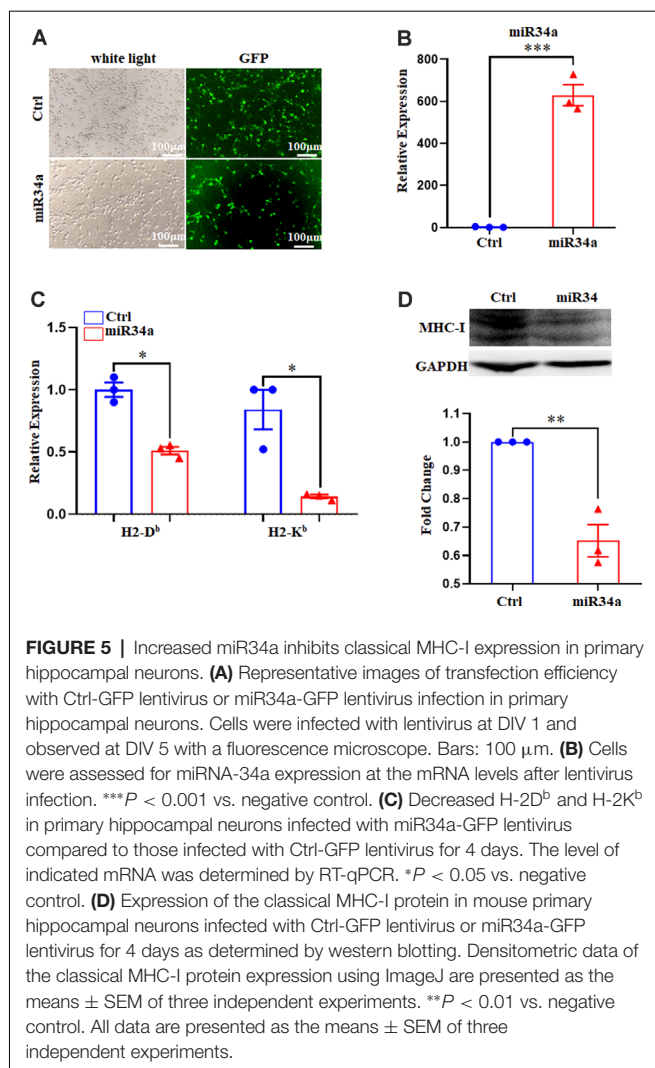 A
white light
GFP
Ctrl
100μm
100μm
miR34a
100μm
100μm
B
miR34a
***
Relative Expression
800
600
400
200
0
Ctrl
miR34a
C
Ctrl
miR34a
Relative Expression
1.5
1.0
0.5
0.0
*
*
H2-Dᵇ
H2-Kᵇ
D
Ctrl
miR34
MHC-I
GAPDH
**
Fold Change
1.0
0.9
0.8
0.7
0.6
0.5
Ctrl
miR34a
FIGURE 5 | Increased miR34a inhibits classical MHC-I expression in primary
hippocampal neurons. (A) Representative images of transfection efficiency
with Ctrl-GFP lentivirus or miR34a-GFP lentivirus infection in primary
hippocampal neurons. Cells were infected with lentivirus at DIV 1 and
observed at DIV 5 with a fluorescence microscope. Bars: 100 μm. (B) Cells
were assessed for miRNA-34a expression at the mRNA levels after lentivirus
infection. ***P < 0.001 vs. negative control. (C) Decreased H-2Dᵇ and H-2Kᵇ
in primary hippocampal neurons infected with miR34a-GFP lentivirus
compared to those infected with Ctrl-GFP lentivirus for 4 days. The level of
indicated mRNA was determined by RT-qPCR. *P < 0.05 vs. negative
control. (D) Expression of the classical MHC-I protein in mouse primary
hippocampal neurons infected with Ctrl-GFP lentivirus or miR34a-GFP
lentivirus for 4 days as determined by western blotting. Densitometric data of
the classical MHC-I protein expression using ImageJ are presented as the
means ± SEM of three independent experiments. **P < 0.01 vs. negative
control. All data are presented as the means ± SEM of three
independent experiments.